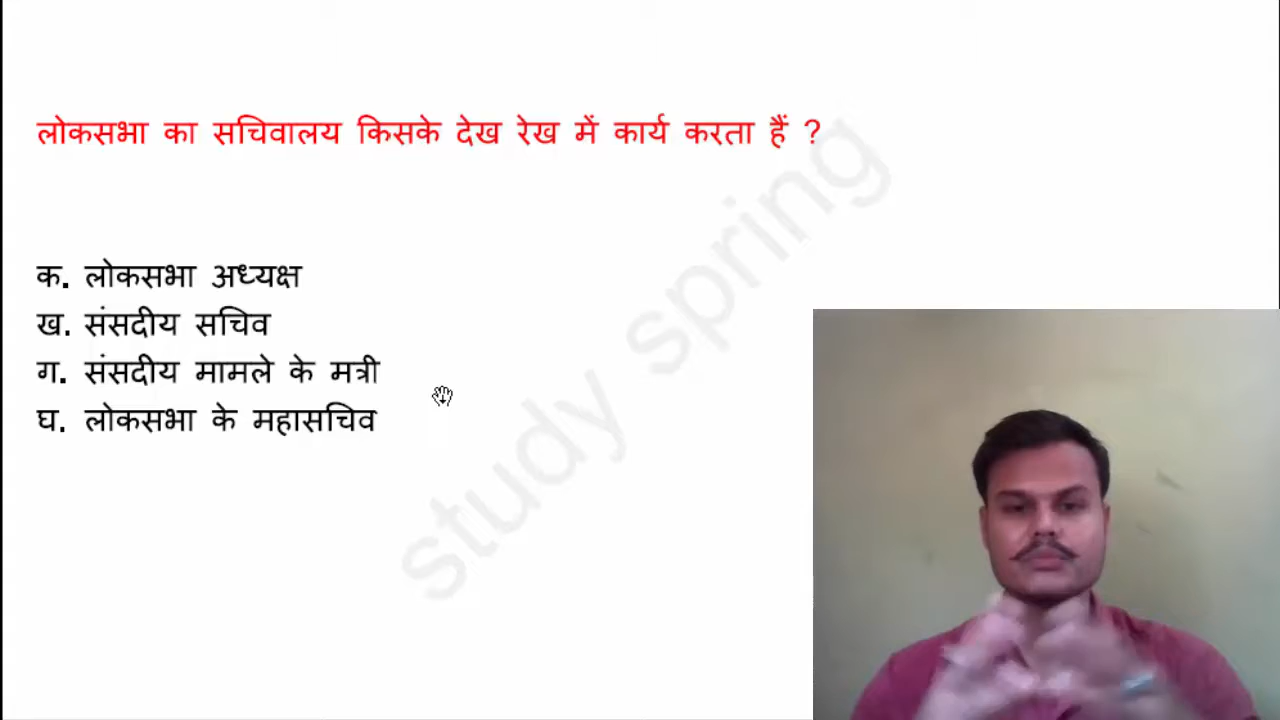 लोकसभा का सचिवालय किसके देख रेख में कार्य करता हैं ?
क. लोकसभा अध्यक्ष
ख. संसदीय सचिव
ग. संसदीय मामले के मत्री
घ. लोकसभा के महासचिव
study spring